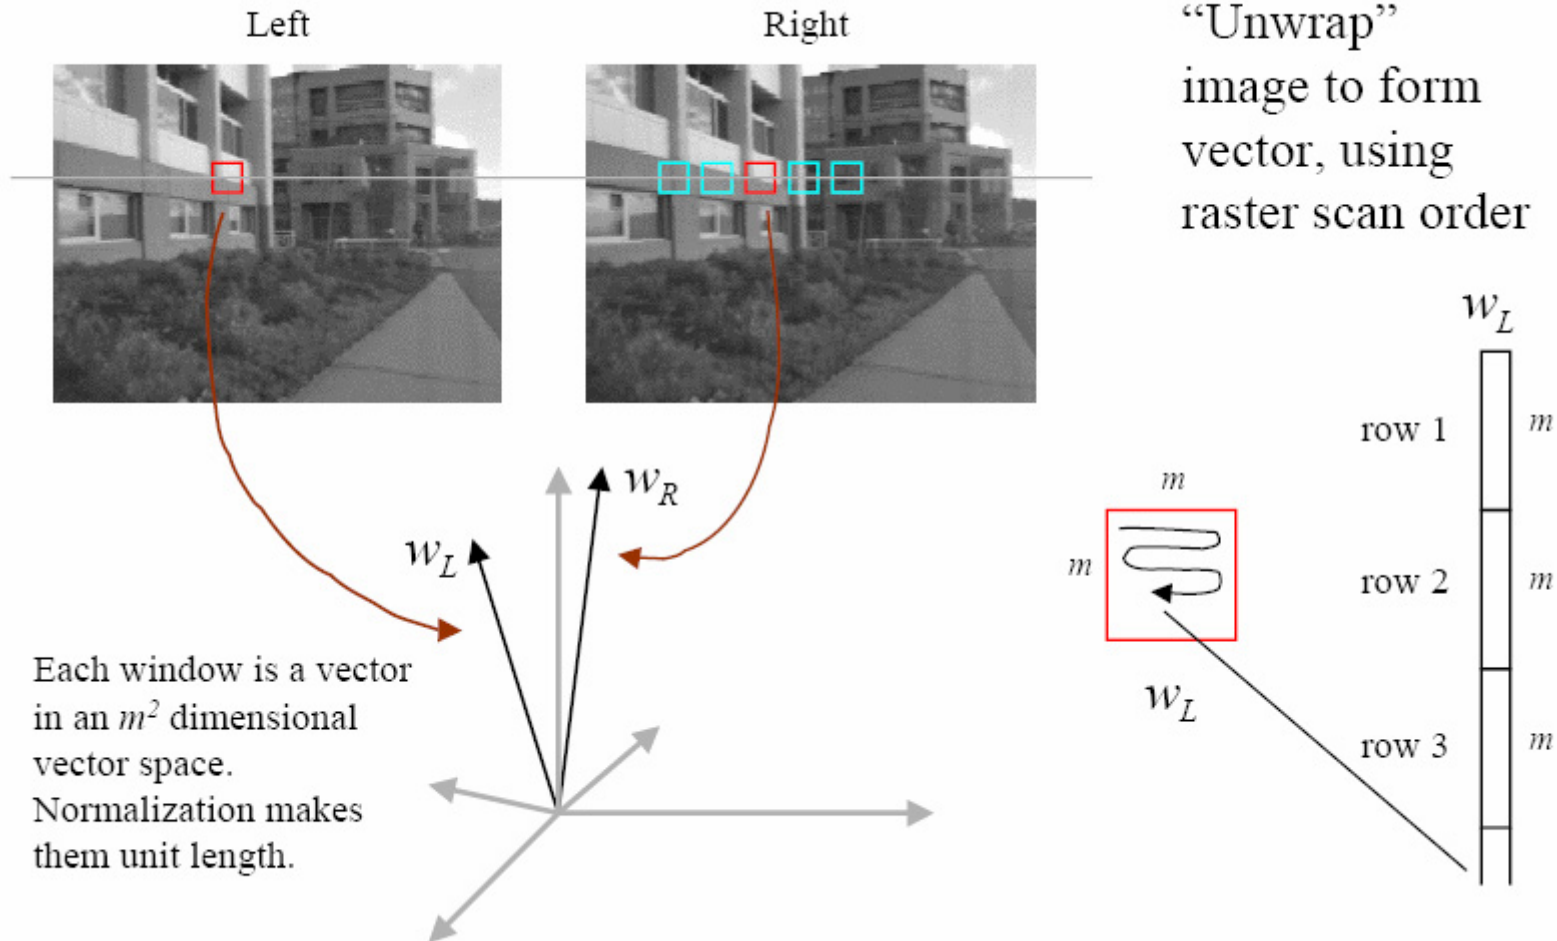 Left
Right
“Unwrap”
image to form
vector, using
raster scan order
w_L
row 1
m
m
m
row 2
m
w_L
row 3
m
w_R
w_L
Each window is a vector
in an m² dimensional
vector space.
Normalization makes
them unit length.